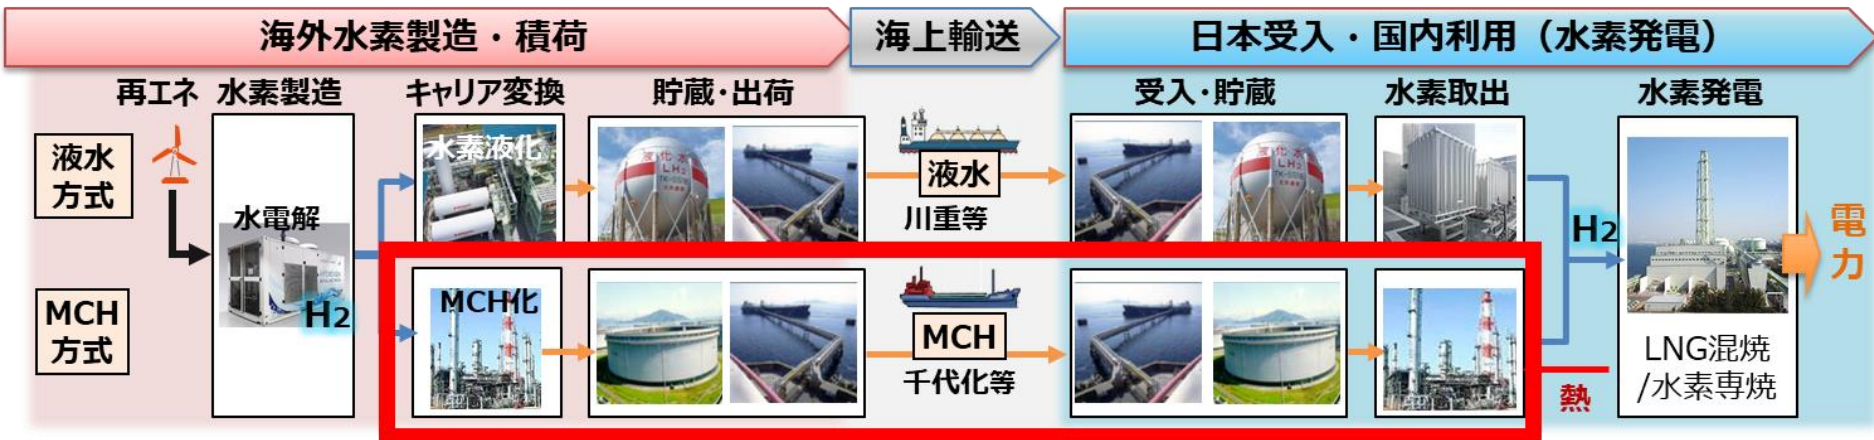 海外水素製造・積荷
海上輸送
日本受入・国内利用（水素発電）
再エネ
水素製造
キャリア変換
貯蔵・出荷
受入・貯蔵
水素取出
水素発電
液水
方式
水電解
H2
水素液化
LH2
液水
川重等
LH2
H2
電
力
MCH
方式
MCH化
MCH
千代化等
熱
LNG混焼
/水素専焼